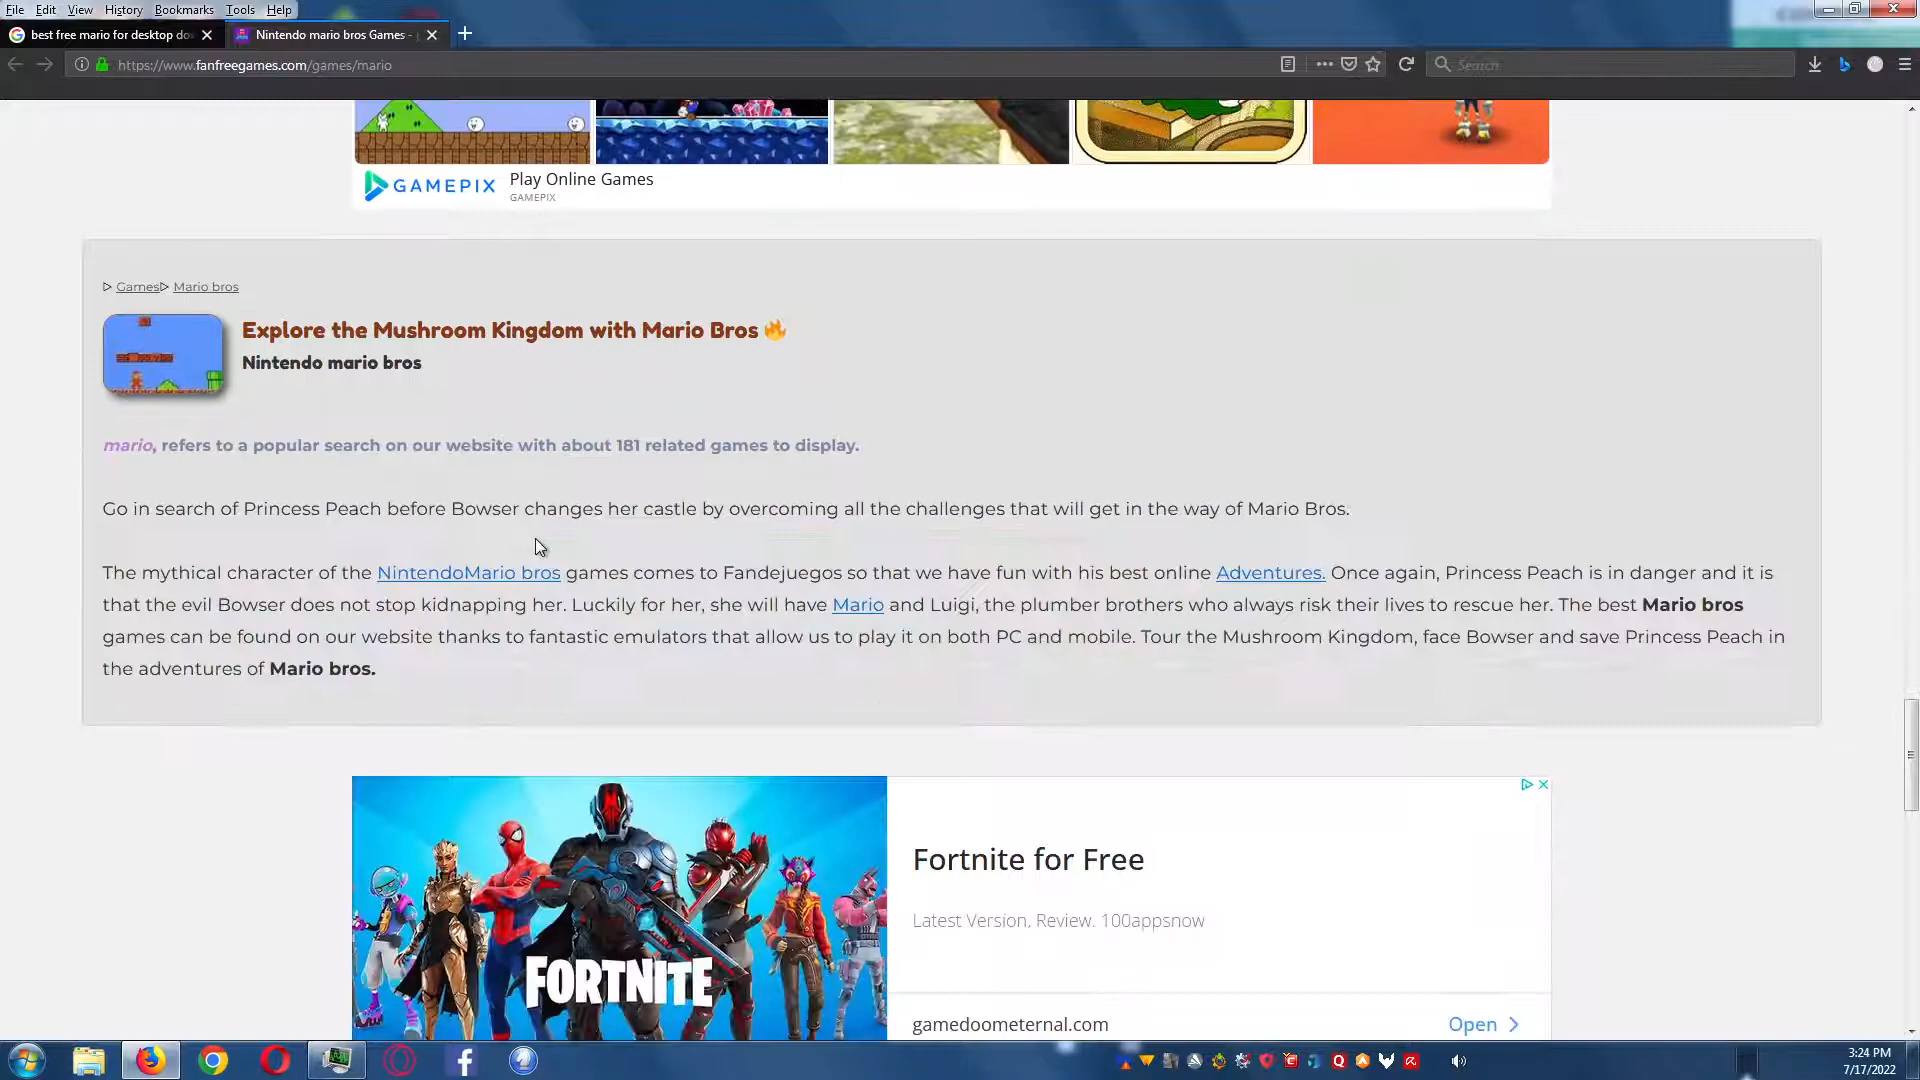 File Edit View History Bookmarks Tools Help
best free mario for desktop do
Nintendo mario bros Games -
https://www.fanfreegames.com/games/mario
Search
GAMEPIX
Play Online Games
GAMEPIX
Games Mario bros
Explore the Mushroom Kingdom with Mario Bros 🔥
Nintendo mario bros
mario, refers to a popular search on our website with about 181 related games to display.
Go in search of Princess Peach before Bowser changes her castle by overcoming all the challenges that will get in the way of Mario Bros.
The mythical character of the NintendoMario bros games comes to Fandejuegos so that we have fun with his best online Adventures. Once again, Princess Peach is in danger and it is
that the evil Bowser does not stop kidnapping her. Luckily for her, she will have Mario and Luigi, the plumber brothers who always risk their lives to rescue her. The best Mario bros
games can be found on our website thanks to fantastic emulators that allow us to play it on both PC and mobile. Tour the Mushroom Kingdom, face Bowser and save Princess Peach in
the adventures of Mario bros.
FORTNITE
Fortnite for Free
Latest Version, Review. 100appsnow
gamedoometernal.com
Open
3:24 PM
7/17/2022